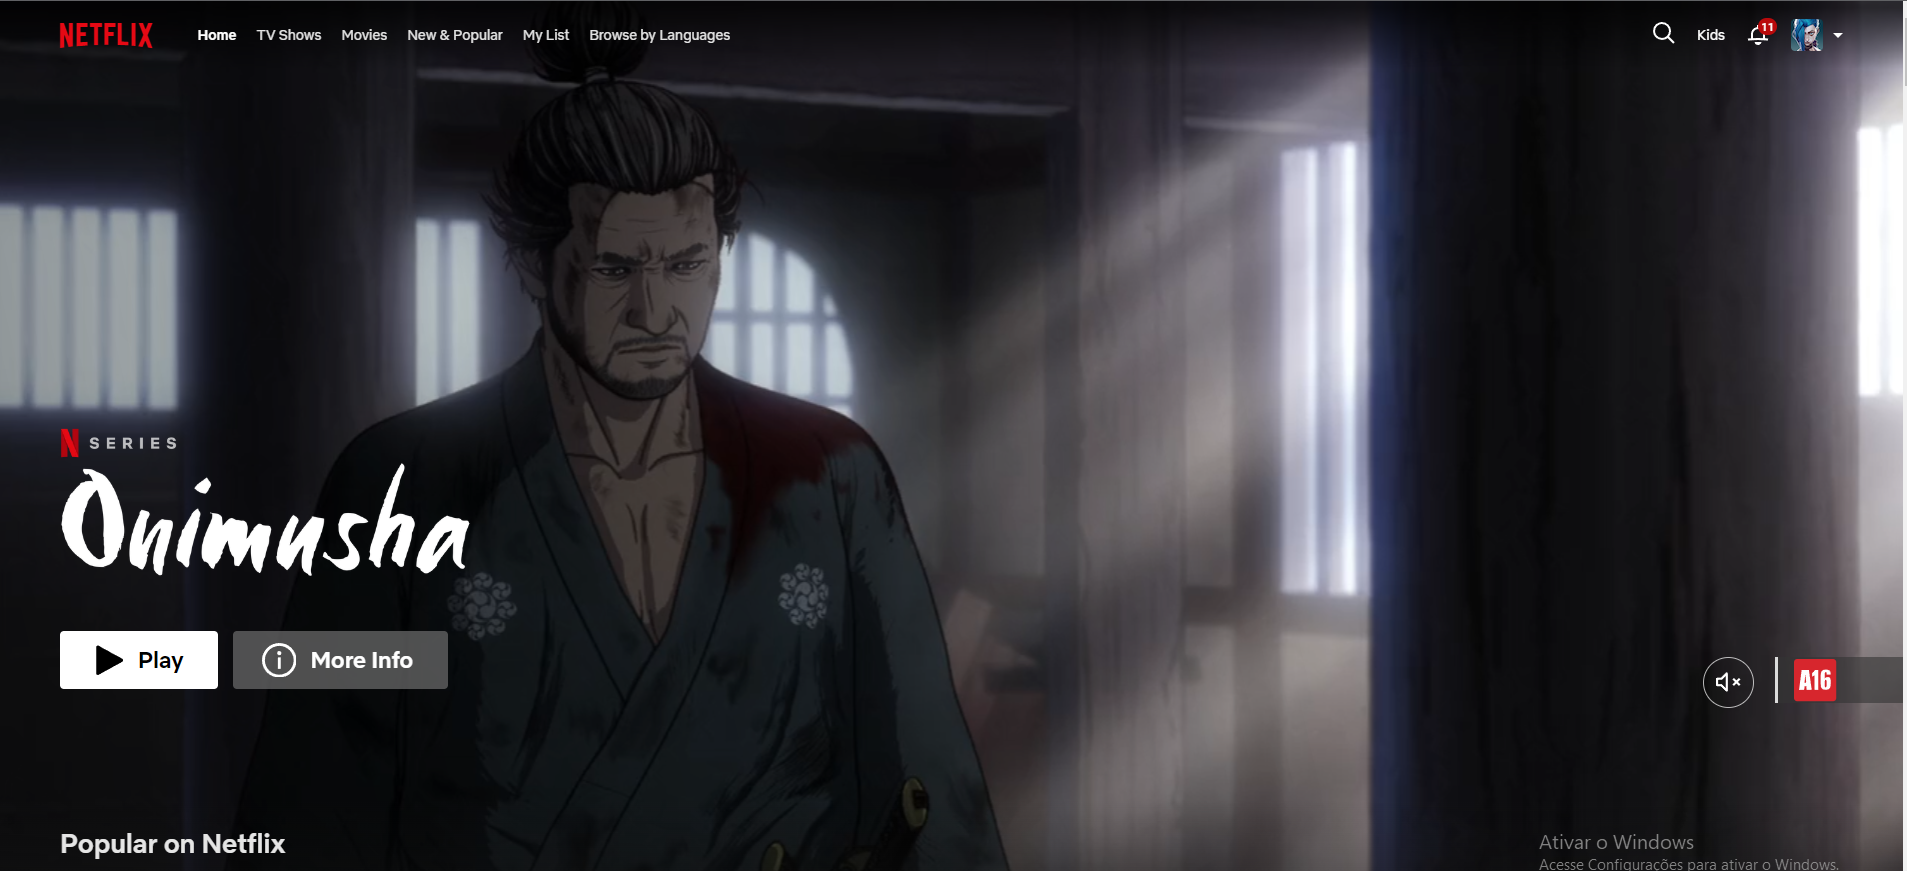 NETFLIX Home TV Shows Movies New & Popular My List Browse by Languages Kids 11
N SERIES
Onimusha
Play More Info
A16
Popular on Netflix
Ativar o Windows
Acesse Configurações para ativar o Windows.